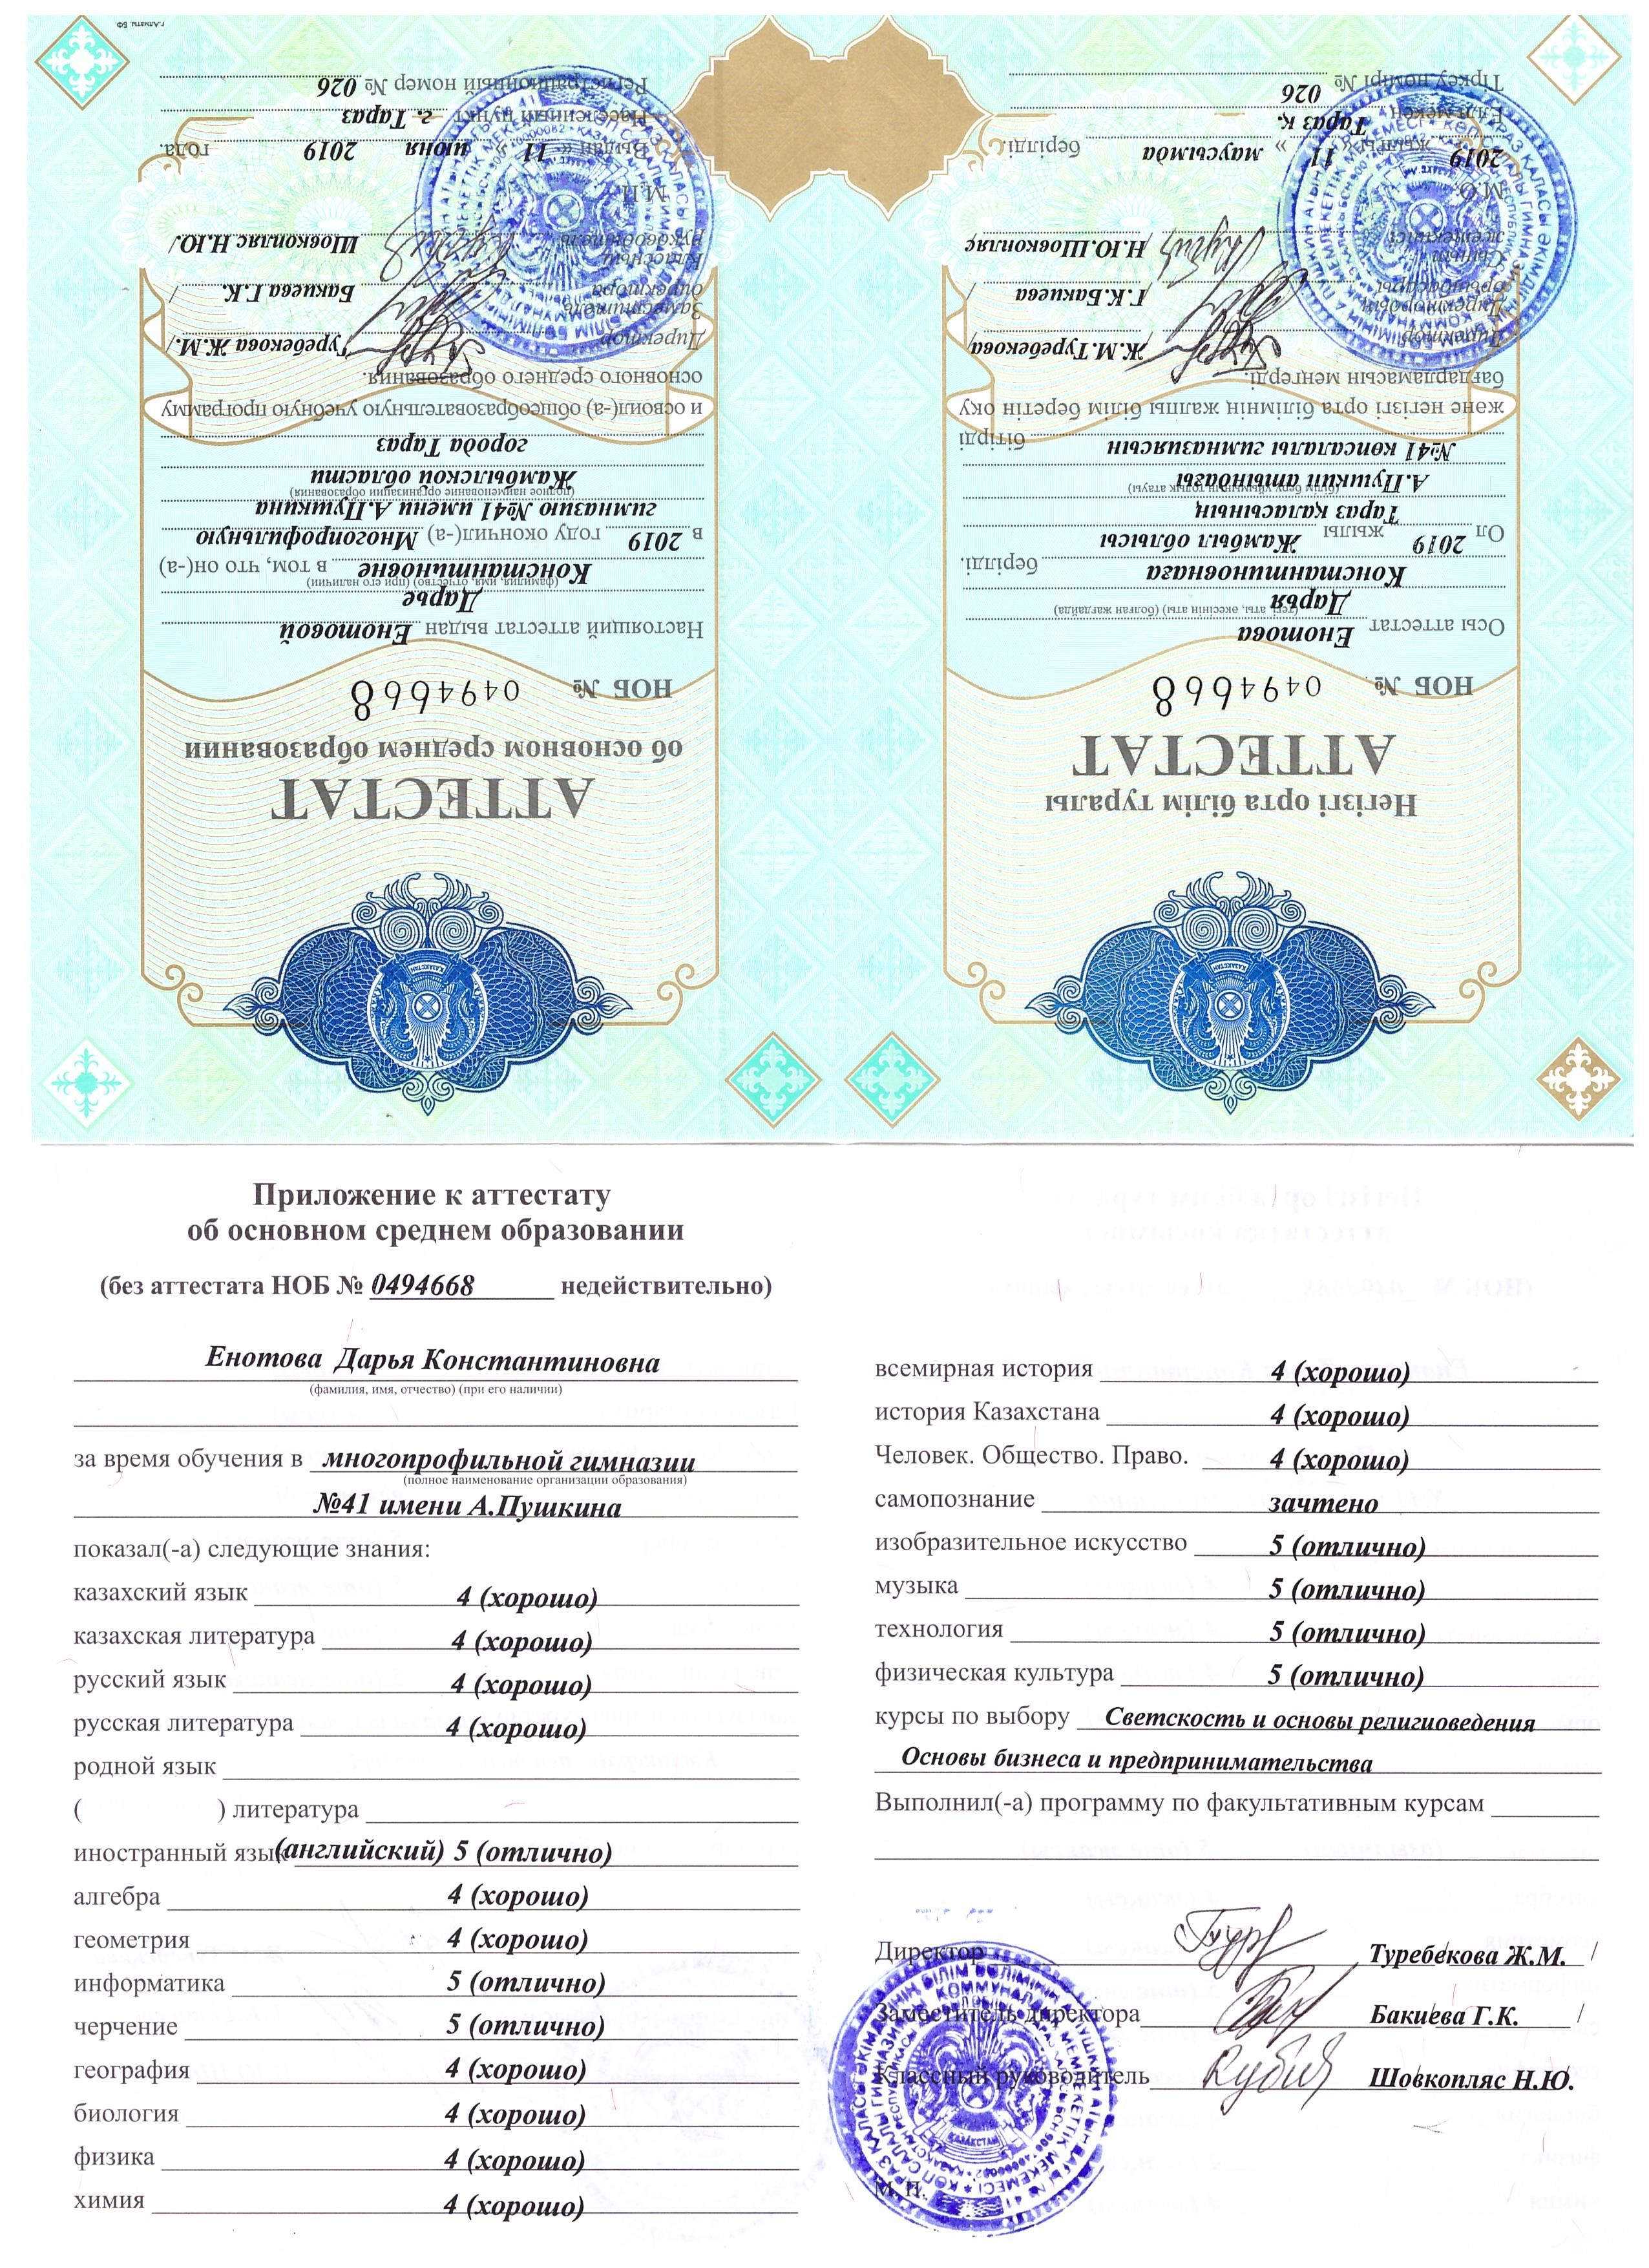 АТТЕСТАТ
об основном среднем образовании
НОБ № 0494668
Настоящий аттестат выдан Енотовой
Дарье
(фамилия, имя, отчество) (при его наличии)
Константиновне, в том, что он(-а)
в 2019 году окончил(-а) Многопрофильную
гимназию №41 имени А.Пушкина
(полное наименование организации образования)
Жамбылской области
города Тараз
и освоил(-а) общеобразовательную учебную программу
основного среднего образования.
Директор Туребекова Ж.М./
Заместитель
директора Бакиева Г.К. /
Классный
руководитель Шовкопляс Н.Ю/
М.П.
Выдан « 11 » июня 2019 года.
Населенный пункт г. Тараз
Регистрационный номер № 026
г.Алматы, БФ
Негізгі орта білім туралы
АТТЕСТАТ
НОБ № 0494668
Осы аттестат Енотова
Дарья
(тегі, аты, әкесінің аты) (болған жағдайда)
Константиновнаға берілді.
Ол 2019 жылы Жамбыл облысы
Тараз қаласының
(білім беру ұйымының толық атауы)
А.Пушкин атындағы
№41 көпсалалы гимназиясын бітірді
және негізгі орта білімнің жалпы білім беретін оқу
бағдарламасын меңгерді.
Директор Ж.М.Туребекова /
Директордың
орынбасары /Г.К.Бакиева /
Сынып
жетекшісі /Н.Ю.Шовкопляс
М.О.
2019 жылғы « 11 » маусымда берілді.
Елді мекен Тараз қ.
Тіркеу нөмірі № 026
Приложение к аттестату
об основном среднем образовании
(без аттестата НОБ № 0494668 недействительно)
Енотова Дарья Константиновна
(фамилия, имя, отчество) (при его наличии)
за время обучения в многопрофильной гимназии
(полное наименование организации образования)
№41 имени А.Пушкина
показал(-а) следующие знания:
казахский язык 4 (хорошо)
казахская литература 4 (хорошо)
русский язык 4 (хорошо)
русская литература 4 (хорошо)
родной язык
( ) литература
иностранный язык (английский) 5 (отлично)
алгебра 4 (хорошо)
геометрия 4 (хорошо)
информатика 5 (отлично)
черчение 5 (отлично)
география 4 (хорошо)
биология 4 (хорошо)
физика 4 (хорошо)
химия 4 (хорошо)
всемирная история 4 (хорошо)
история Казахстана 4 (хорошо)
Человек. Общество. Право. 4 (хорошо)
самопознание зачтено
изобразительное искусство 5 (отлично)
музыка 5 (отлично)
технология 5 (отлично)
физическая культура 5 (отлично)
курсы по выбору Светскость и основы религиоведения
Основы бизнеса и предпринимательства
Выполнил(-а) программу по факультативным курсам
Директор Туребекова Ж.М. /
Заместитель директора Бакиева Г.К. /
Классный руководитель Шовкопляс Н.Ю.
М.П.